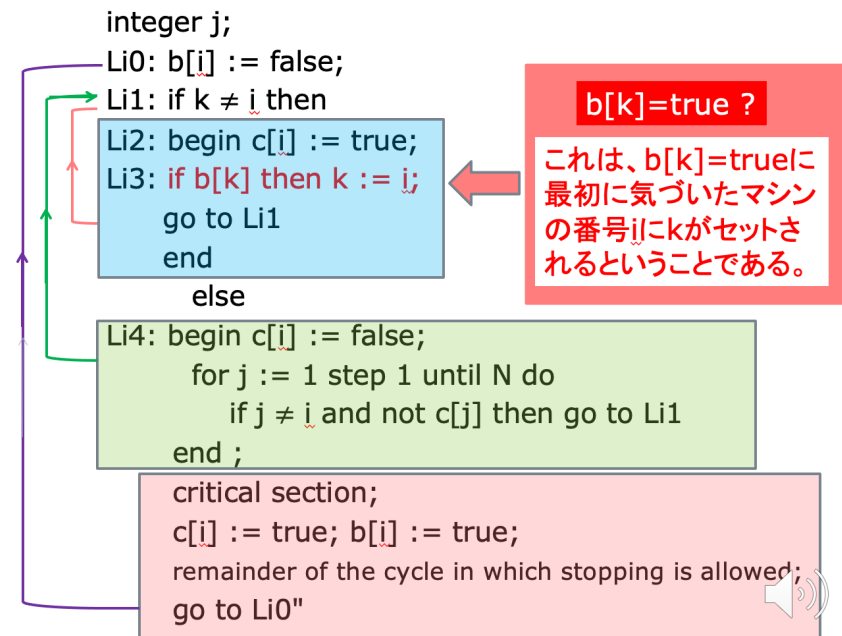 integer j;
Li0: b[i] := false;
Li1: if k ≠ i then
Li2: begin c[i] := true;
Li3: if b[k] then k := i;
go to Li1
end
else
Li4: begin c[i] := false;
for j := 1 step 1 until N do
if j ≠ i and not c[j] then go to Li1
end ;
critical section;
c[i] := true; b[i] := true;
remainder of the cycle in which stopping is allowed;
go to Li0"
b[k]=true ?
これは、b[k]=trueに
最初に気づいたマシン
の番号iにkがセットさ
れるということである。